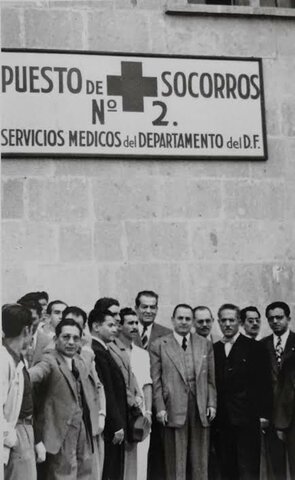 PUESTO DE SOCORROS
Nº 2.
SERVICIOS MEDICOS del DEPARTAMENTO del D.F.